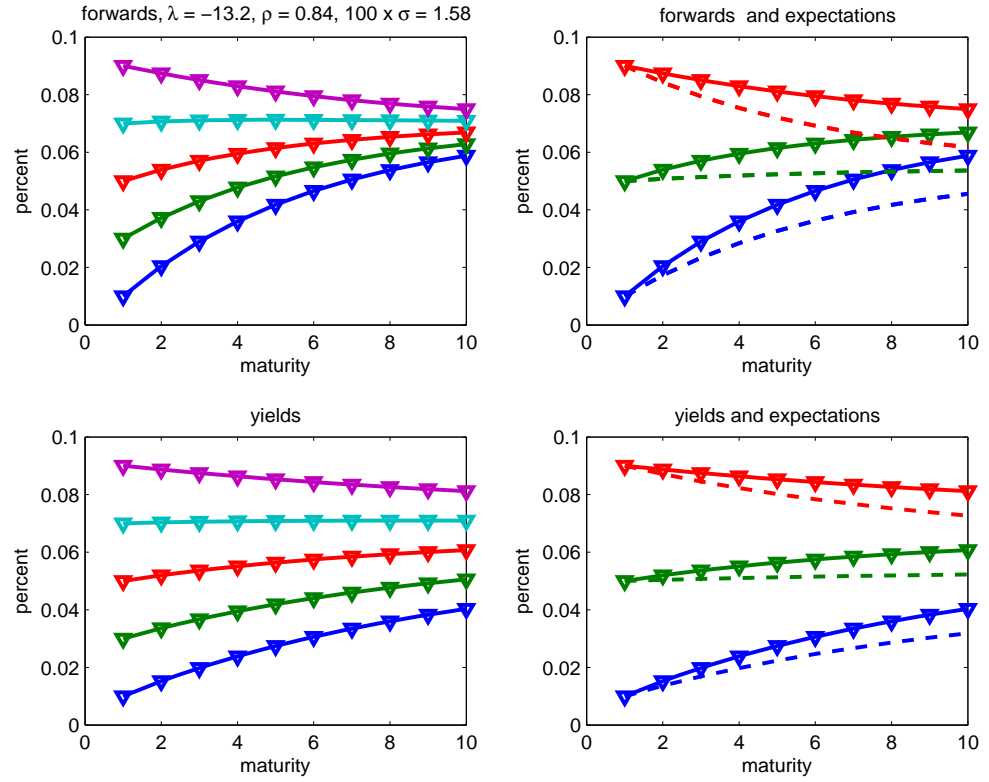 forwards, λ = −13.2, ρ = 0.84, 100 x σ = 1.58
0.1
0.08
0.06
0.04
0.02
0
percent
0 2 4 6 8 10
maturity
forwards  and expectations
0.1
0.08
0.06
0.04
0.02
0
percent
0 2 4 6 8 10
maturity
yields
0.1
0.08
0.06
0.04
0.02
0
percent
0 2 4 6 8 10
maturity
yields and expectations
0.1
0.08
0.06
0.04
0.02
0
percent
0 2 4 6 8 10
maturity